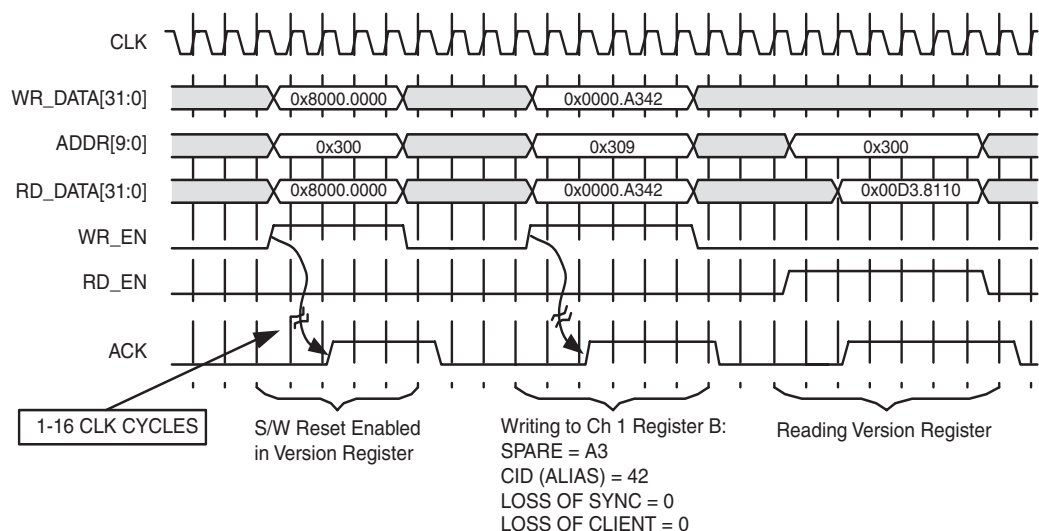 CLK
WR_DATA[31:0]
0x8000.0000
0x0000.A342
ADDR[9:0]
0x300
0x309
0x300
RD_DATA[31:0]
0x8000.0000
0x0000.A342
0x00D3.8110
WR_EN
RD_EN
ACK
1-16 CLK CYCLES
S/W Reset Enabled
in Version Register
Writing to Ch 1 Register B:
SPARE = A3
CID (ALIAS) = 42
LOSS OF SYNC = 0
LOSS OF CLIENT = 0
Reading Version Register